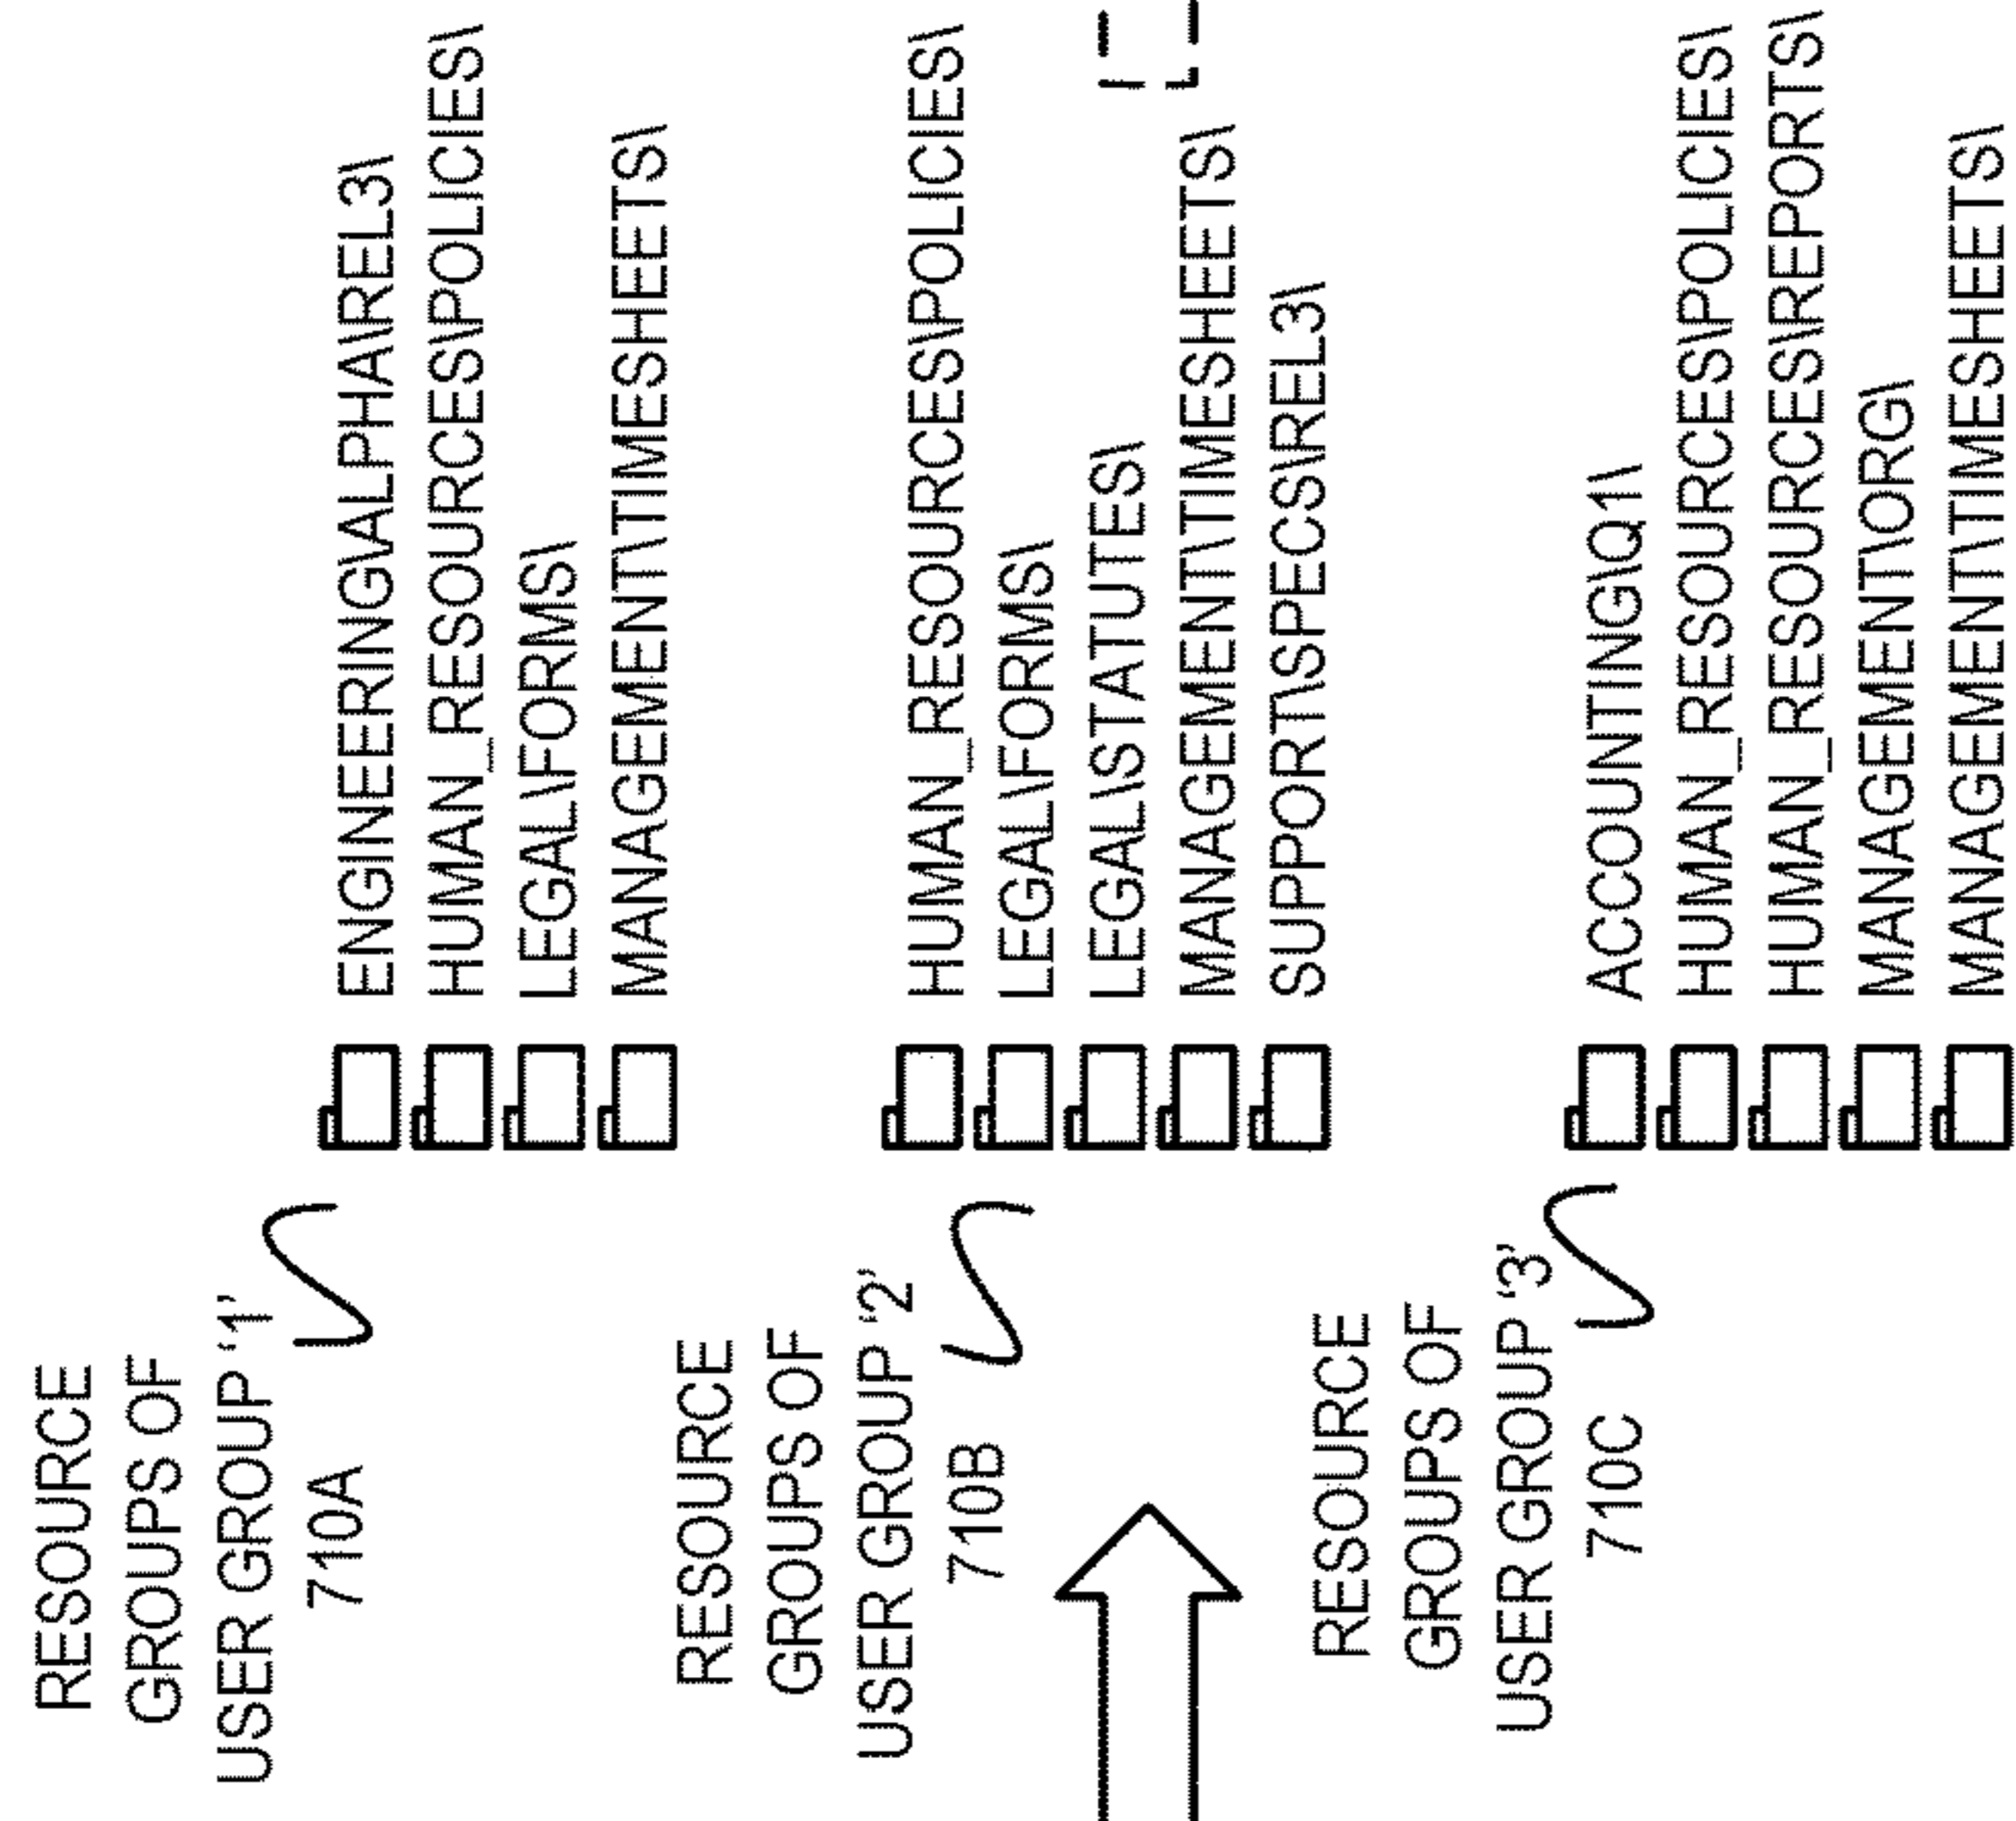 RESOURCE
GROUPS OF
USER GROUP ‘1’
710A
ENGINEERING\ALPHA\REL3\
HUMAN_RESOURCES\POLICIES\
LEGAL\FORMS\
MANAGEMENT\TIMESHEETS\
RESOURCE
GROUPS OF
USER GROUP ‘2’
710B
HUMAN_RESOURCES\POLICIES\
LEGAL\FORMS\
LEGAL\STATUTES\
MANAGEMENT\TIMESHEETS\
SUPPORT\SPECS\REL3\
RESOURCE
GROUPS OF
USER GROUP ‘3’
710C
ACCOUNTING\Q1\
HUMAN_RESOURCES\POLICIES\
HUMAN_RESOURCES\REPORTS\
MANAGEMENT\ORG\
MANAGEMENT\TIMESHEETS\